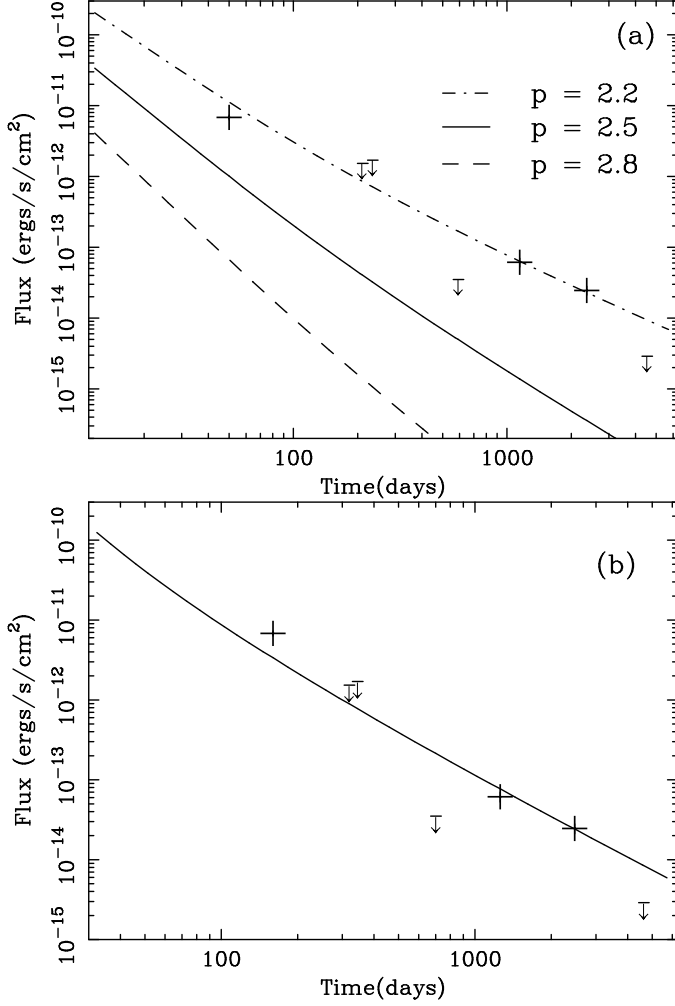 (a)
10⁻¹⁰
10⁻¹¹
10⁻¹²
10⁻¹³
10⁻¹⁴
10⁻¹⁵
Flux (ergs/s/cm²)
p = 2.2
p = 2.5
p = 2.8
100 1000
Time(days)
(b)
10⁻¹⁰
10⁻¹¹
10⁻¹²
10⁻¹³
10⁻¹⁴
10⁻¹⁵
Flux (ergs/s/cm²)
100 1000
Time(days)